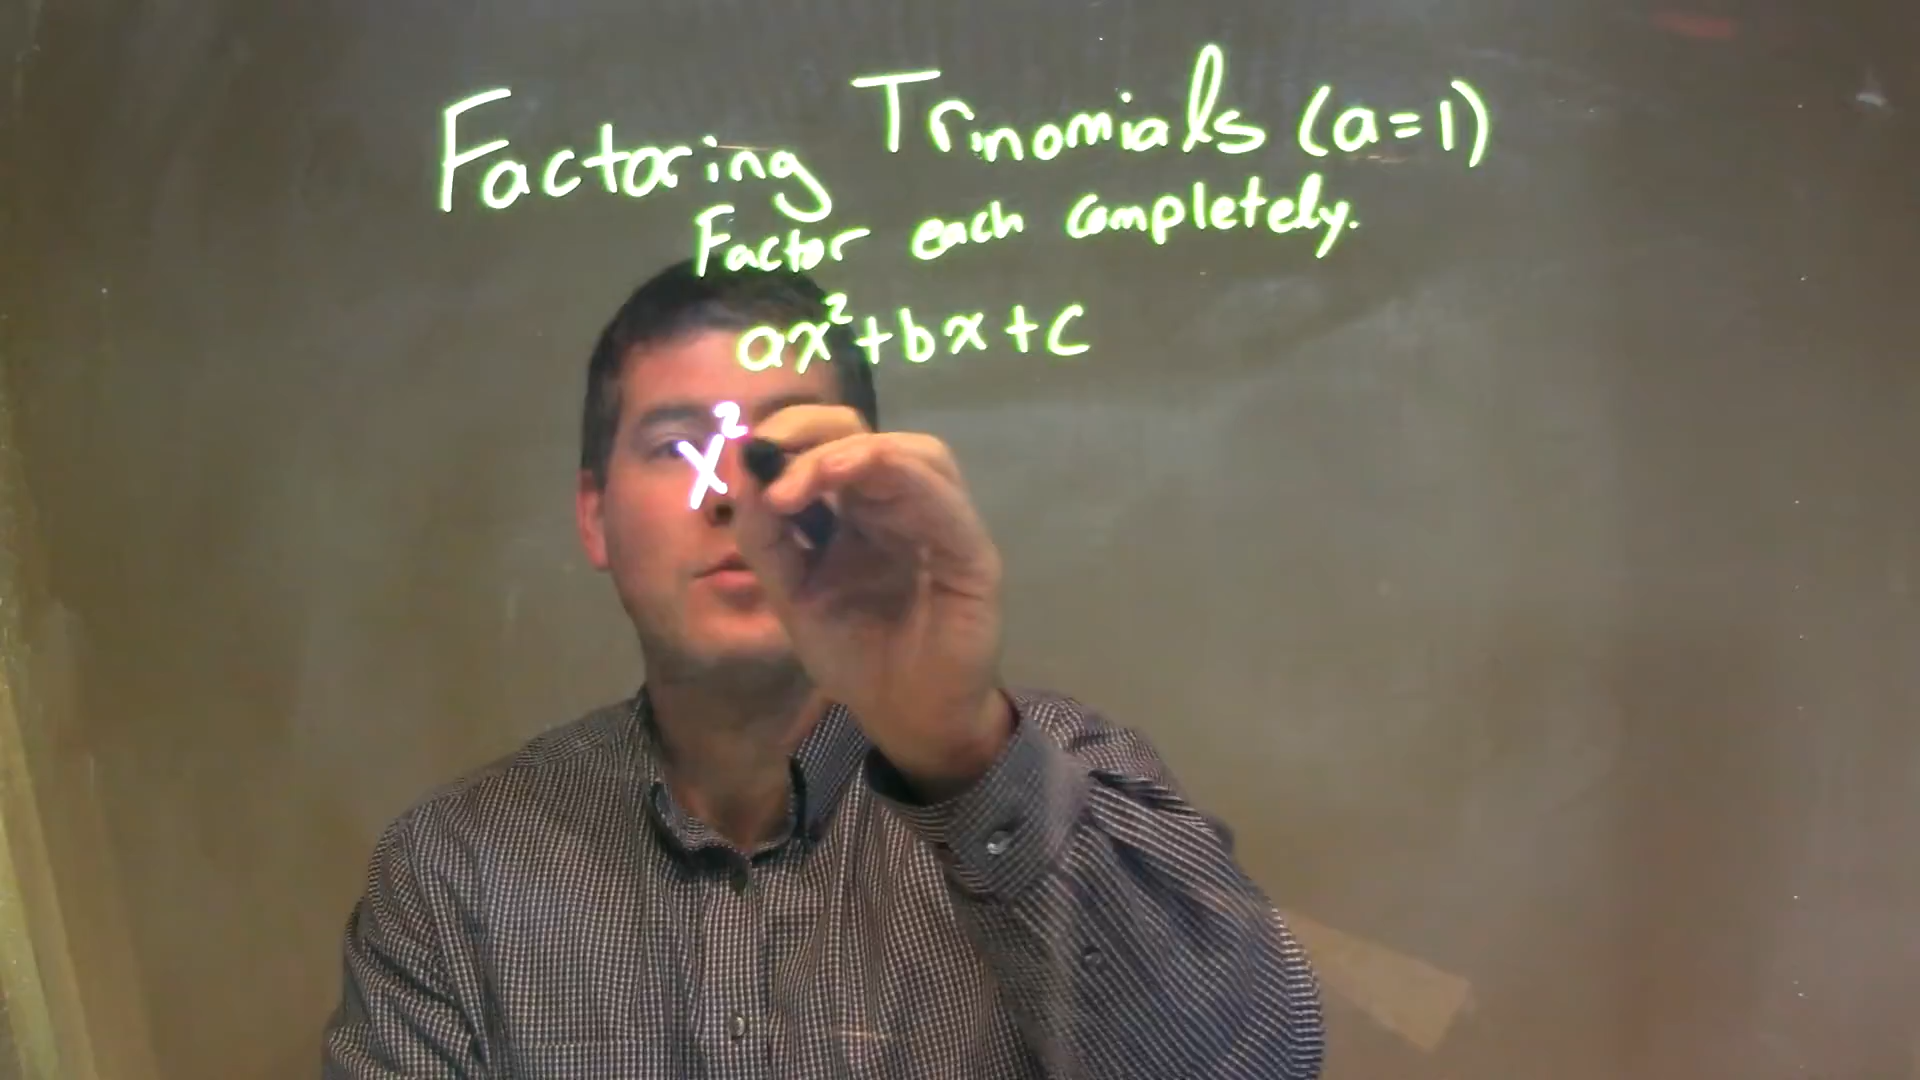 Factoring Trinomials (a=1)
Factor each completely.
ax²+bx+c
x²